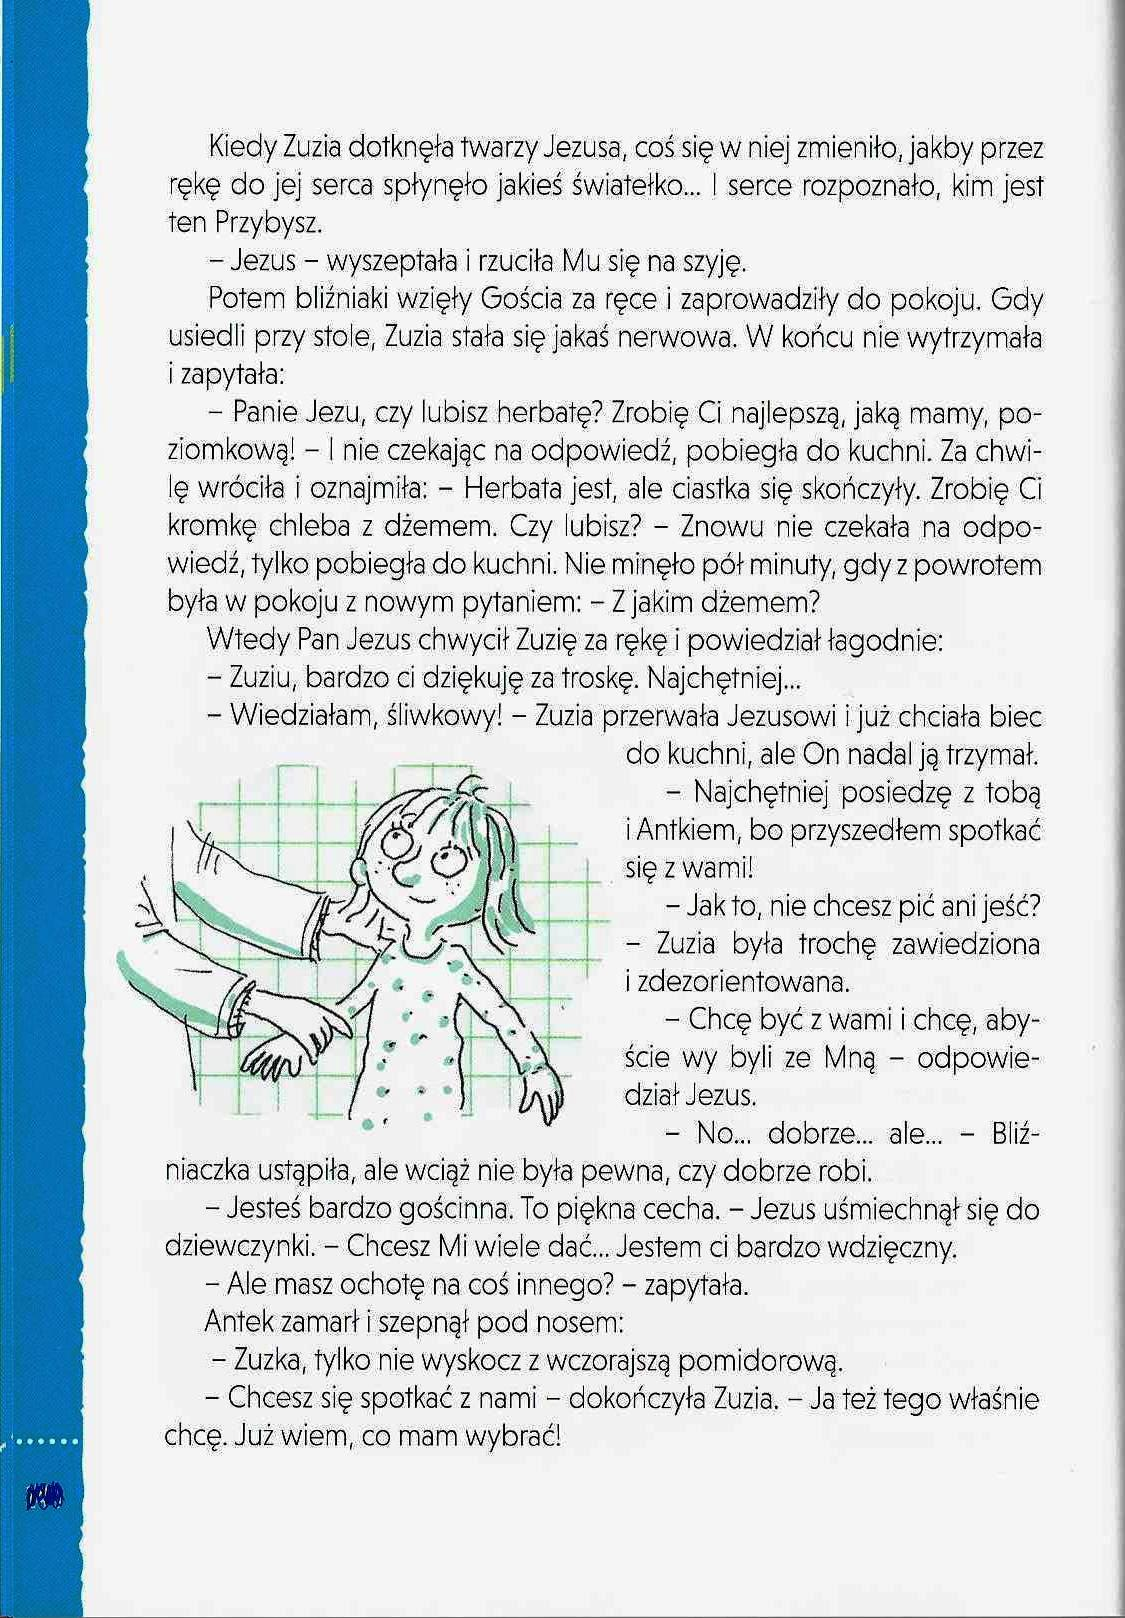 Kiedy Zuzia dotknęła twarzy Jezusa, coś się w niej zmieniło, jakby przez
rękę do jej serca spłynęło jakieś światełko... I serce rozpoznało, kim jest
ten Przybysz.
– Jezus – wyszeptała i rzuciła Mu się na szyję.
Potem bliźniaki wzięły Gościa za ręce i zaprowadziły do pokoju. Gdy
usiedli przy stole, Zuzia stała się jakaś nerwowa. W końcu nie wytrzymała
i zapytała:
– Panie Jezu, czy lubisz herbatę? Zrobię Ci najlepszą, jaką mamy, po-
ziomkową! – I nie czekając na odpowiedź, pobiegła do kuchni. Za chwi-
lę wróciła i oznajmiła: – Herbata jest, ale ciastka się skończyły. Zrobię Ci
kromkę chleba z dżemem. Czy lubisz? – Znowu nie czekała na odpo-
wiedź, tylko pobiegła do kuchni. Nie minęło pół minuty, gdy z powrotem
była w pokoju z nowym pytaniem: – Z jakim dżemem?
Wtedy Pan Jezus chwycił Zuzię za rękę i powiedział łagodnie:
– Zuziu, bardzo ci dziękuję za troskę. Najchętniej...
– Wiedziałam, śliwkowy! – Zuzia przerwała Jezusowi i już chciała biec
do kuchni, ale On nadal ją trzymał.
– Najchętniej posiedzę z tobą
i Antkiem, bo przyszedłem spotkać
się z wami!
– Jak to, nie chcesz pić ani jeść?
– Zuzia była trochę zawiedziona
i zdezorientowana.
– Chcę być z wami i chcę, aby-
ście wy byli ze Mną – odpowie-
dział Jezus.
– No... dobrze... ale... – Bliź-
niaczka ustąpiła, ale wciąż nie była pewna, czy dobrze robi.
– Jesteś bardzo gościnna. To piękna cecha. – Jezus uśmiechnął się do
dziewczynki. – Chcesz Mi wiele dać... Jestem ci bardzo wdzięczny.
– Ale masz ochotę na coś innego? – zapytała.
Antek zamarł i szepnął pod nosem:
– Zuzka, tylko nie wyskocz z wczorajszą pomidorową.
– Chcesz się spotkać z nami – dokończyła Zuzia. – Ja też tego właśnie
chcę. Już wiem, co mam wybrać!